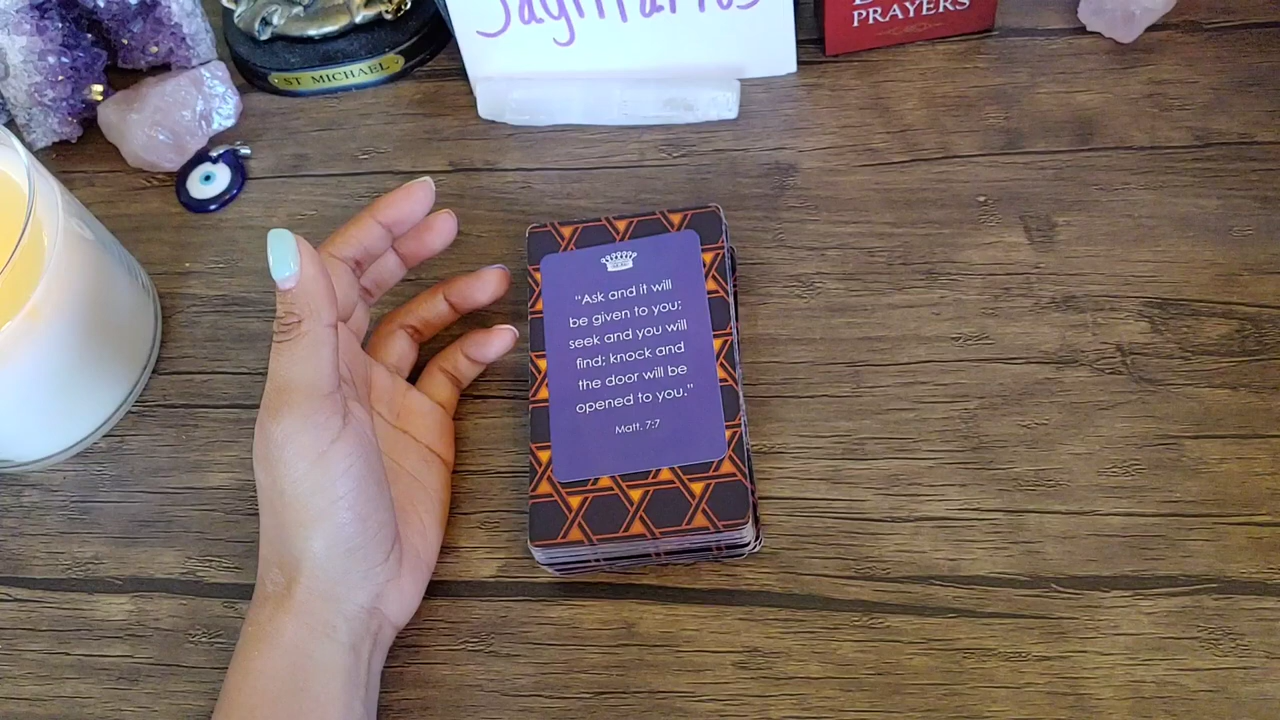 ST MICHAEL
Sagittarius
PRAYERS
“Ask and it will
be given to you;
seek and you will
find; knock and
the door will be
opened to you.”
Matt. 7:7